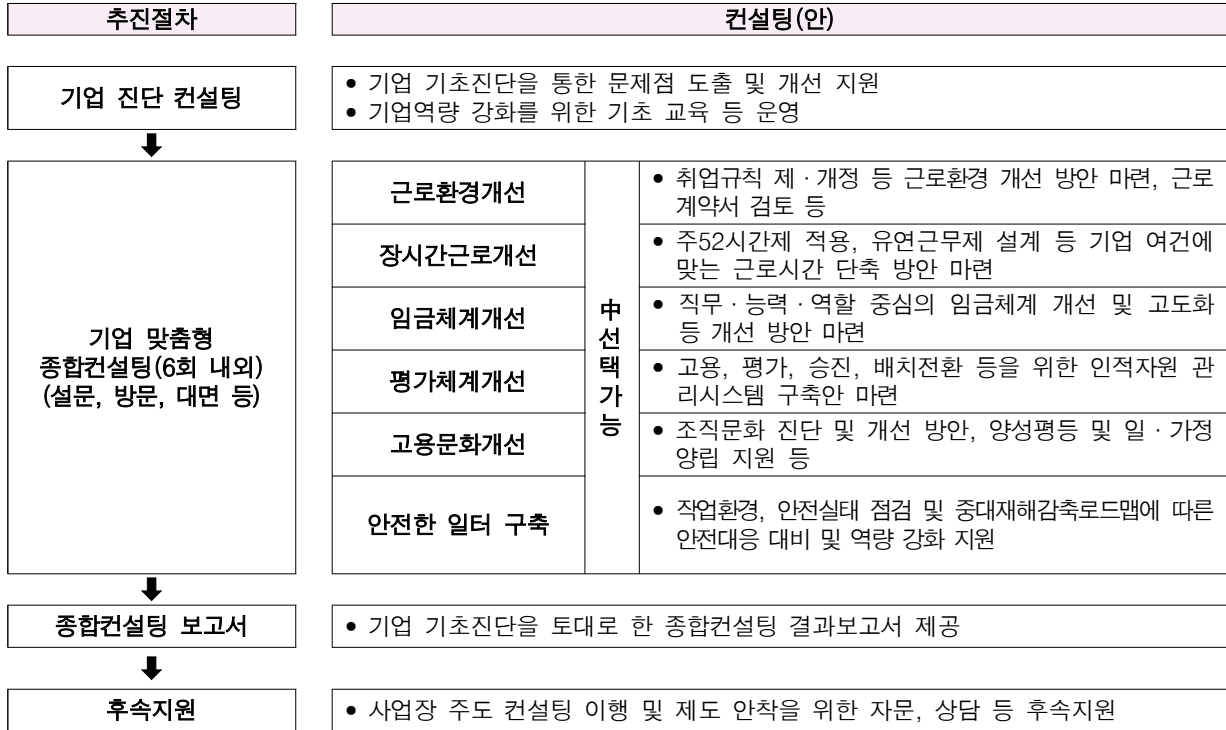 추진절차
컨설팅(안)
기업 진단 컨설팅
• 기업 기초진단을 통한 문제점 도출 및 개선 지원
• 기업역량 강화를 위한 기초 교육 등 운영
기업 맞춤형
종합컨설팅(6회 내외)
(설문, 방문, 대면 등)
中
선
택
가
능
근로환경개선
• 취업규칙 제·개정 등 근로환경 개선 방안 마련, 근로
계약서 검토 등
장시간근로개선
• 주52시간제 적용, 유연근무제 설계 등 기업 여건에
맞는 근로시간 단축 방안 마련
임금체계개선
• 직무·능력·역할 중심의 임금체계 개선 및 고도화
등 개선 방안 마련
평가체계개선
• 고용, 평가, 승진, 배치전환 등을 위한 인적자원 관
리시스템 구축안 마련
고용문화개선
• 조직문화 진단 및 개선 방안, 양성평등 및 일·가정
양립 지원 등
안전한 일터 구축
• 작업환경, 안전실태 점검 및 중대재해감축로드맵에 따른
안전대응 대비 및 역량 강화 지원
종합컨설팅 보고서
• 기업 기초진단을 토대로 한 종합컨설팅 결과보고서 제공
후속지원
• 사업장 주도 컨설팅 이행 및 제도 안착을 위한 자문, 상담 등 후속지원